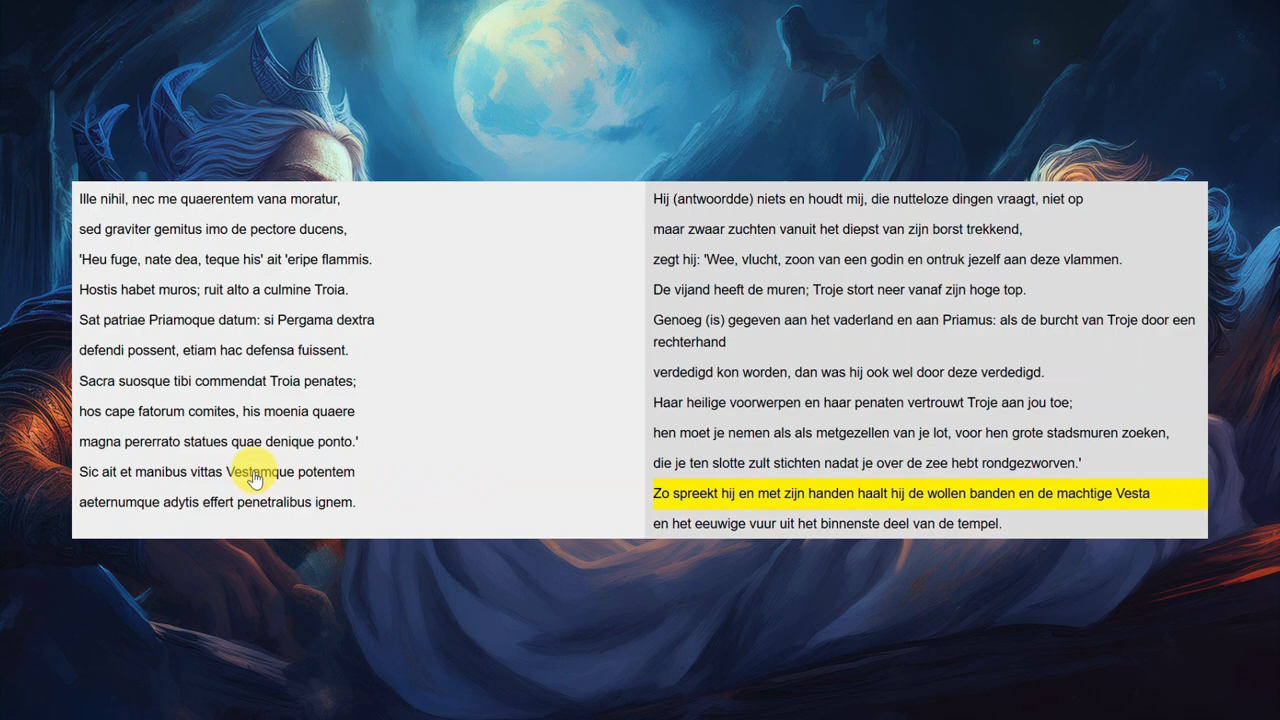 Ille nihil, nec me quaerentem vana moratur,
sed graviter gemitus imo de pectore ducens,
'Heu fuge, nate dea, teque his' ait 'eripe flammis.
Hostis habet muros; ruit alto a culmine Troia.
Sat patriae Priamoque datum: si Pergama dextra
defendi possent, etiam hac defensa fuissent.
Sacra suosque tibi commendat Troia penates;
hos cape fatorum comites, his moenia quaere
magna pererrato statues quae denique ponto.'
Sic ait et manibus vittas Vestamque potentem
aeternumque adytis effert penetralibus ignem.
Hij (antwoordde) niets en houdt mij, die nutteloze dingen vraagt, niet op
maar zwaar zuchten vanuit het diepst van zijn borst trekkend,
zegt hij: 'Wee, vlucht, zoon van een godin en ontruk jezelf aan deze vlammen.
De vijand heeft de muren; Troje stort neer vanaf zijn hoge top.
Genoeg (is) gegeven aan het vaderland en aan Priamus: als de burcht van Troje door een
rechterhand
verdedigd kon worden, dan was hij ook wel door deze verdedigd.
Haar heilige voorwerpen en haar penaten vertrouwt Troje aan jou toe;
hen moet je nemen als als metgezellen van je lot, voor hen grote stadsmuren zoeken,
die je ten slotte zult stichten nadat je over de zee hebt rondgezworven.'
Zo spreekt hij en met zijn handen haalt hij de wollen banden en de machtige Vesta
en het eeuwige vuur uit het binnenste deel van de tempel.